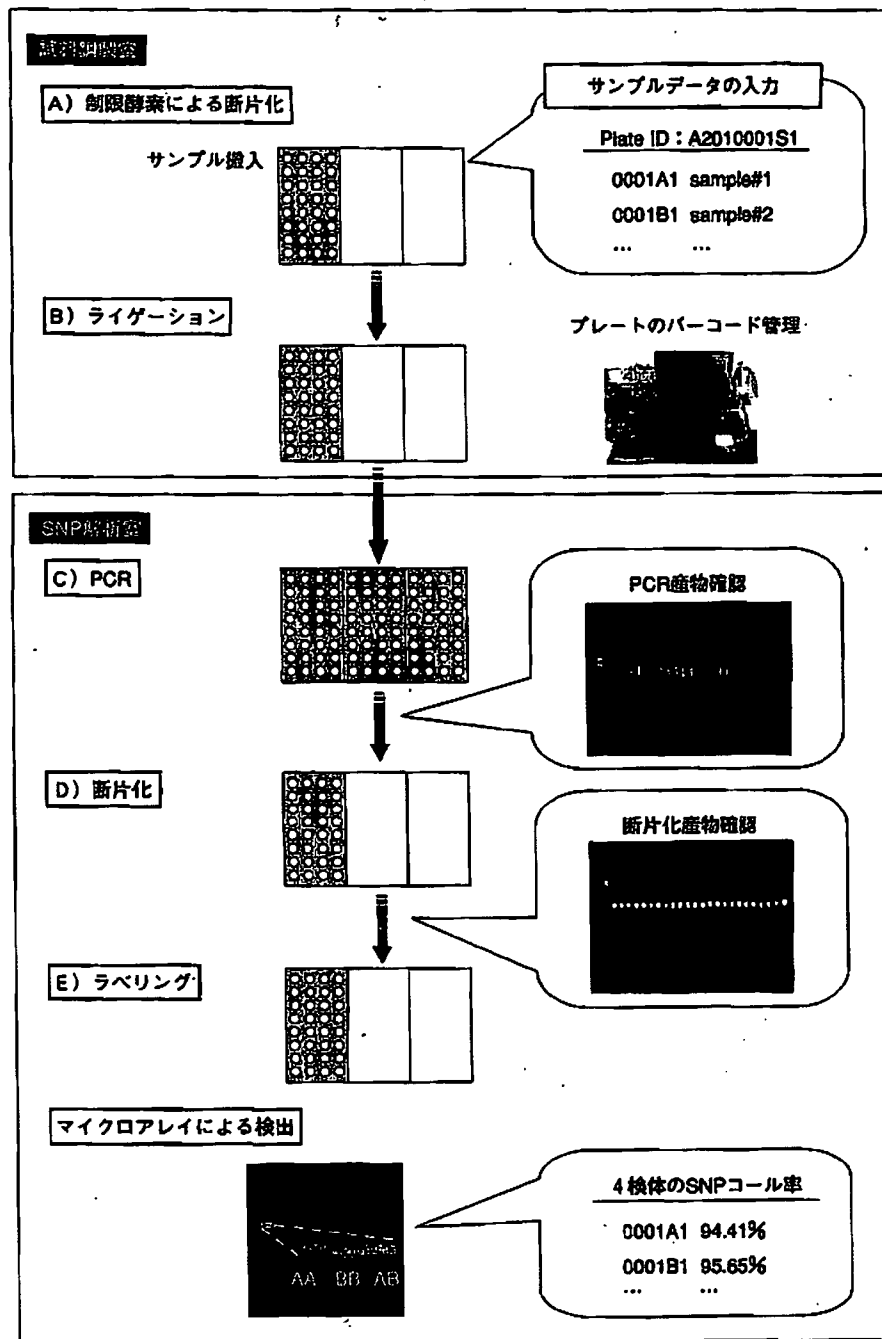 試料調製室
A) 制限酵素による断片化
サンプル搬入
サンプルデータの入力
Plate ID：A2010001S1
0001A1 sample#1
0001B1 sample#2
… …
B) ライゲーション
プレートのバーコード管理
SNP解析室
C) PCR
PCR産物確認
D) 断片化
断片化産物確認
E) ラベリング
マイクロアレイによる検出
AA BB AB
4検体のSNPコール率
0001A1 94.41%
0001B1 95.65%
… …